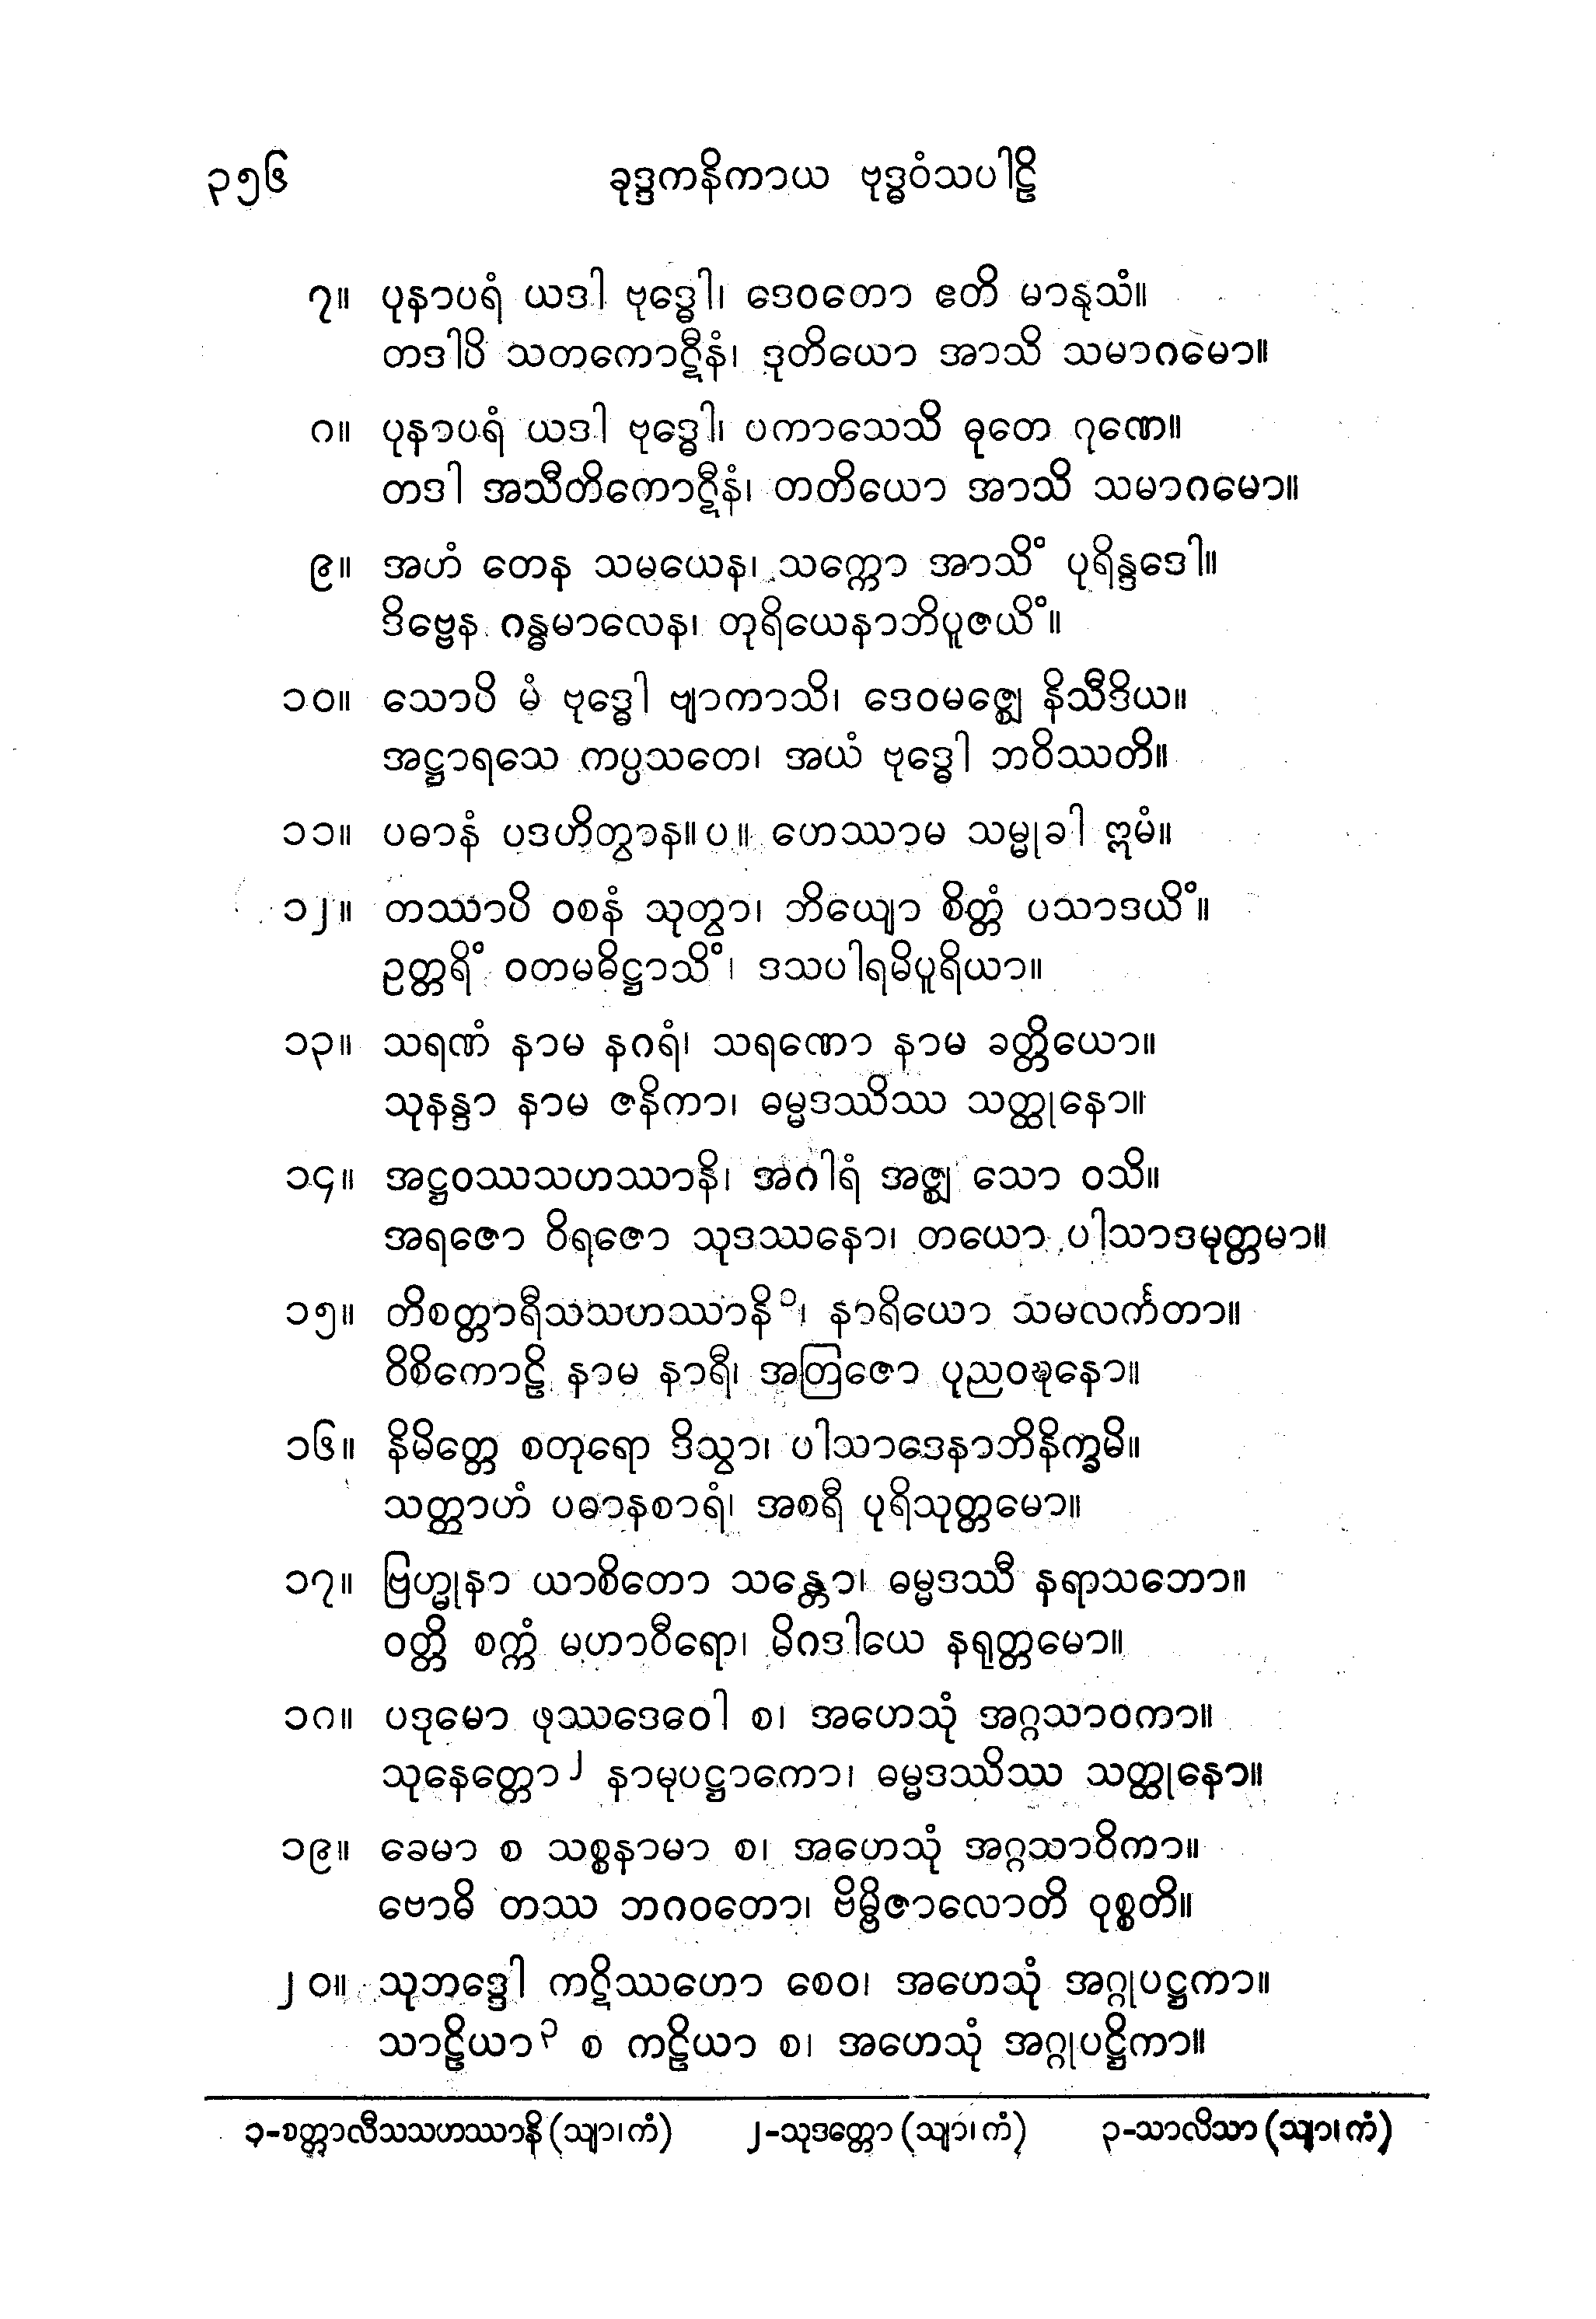 ၃၅၆ ခုဒ္ဒကနိကာယ ဗုဒ္ဓဝံသပါဠိ
၇။ ပုနာပရံ ယဒါ ဗုဒ္ဓေါ၊ ဒေဝတော ဧတိ မာနုသံ။
တဒါပိ သတကောဋီနံ၊ ဒုတိယော အာသိ သမာဂမော။
၈။ ပုနာပရံ ယဒါ ဗုဒ္ဓေါ၊ ပကာသေသိ ဓုတေ ဂုဏေ။
တဒါ အသီတိကောဋီနံ၊ တတိယော အာသိ သမာဂမော။
၉။ အဟံ တေန သမယေန၊ သက္ကော အာသိံ ပုရိန္ဒဒေါ။
ဒိဗ္ဗေန ဂန္ဓမာလေန၊ တုရိယေနာဘိပူဇယိံ။
၁၀။ သောပိ မံ ဗုဒ္ဓေါ ဗျာကာသိ၊ ဒေဝမဇ္ဈေ နိသီဒိယ။
အဋ္ဌာရသေ ကပ္ပသတေ၊ အယံ ဗုဒ္ဓေါ ဘဝိဿတိ။
၁၁။ ပဓာနံ ပဒဟိတွာန။ပ။ ဟေဿာမ သမ္မုခါ ဣမံ။
၁၂။ တဿာပိ ဝစနံ သုတွာ၊ ဘိယျော စိတ္တံ ပသာဒယိံ။
ဥတ္တရိံ ဝတမဓိဋ္ဌာသိံ၊ ဒသပါရမိပူရိယာ။
၁၃။ သရဏံ နာမ နဂရံ၊ သရဏော နာမ ခတ္တိယော။
သုနန္ဒာ နာမ ဇနိကာ၊ ဓမ္မဒဿိဿ သတ္ထုနော။
၁၄။ အဋ္ဌဝဿသဟဿာနိ၊ အဂါရံ အဇ္ဈ သော ဝသိ။
အရဇော ဝိရဇော သုဒဿနော၊ တယော ပါသာဒမုတ္တမာ။
၁၅။ တိစတ္တာရီသသဟဿာနိ၁၊ နာရိယော သမလင်္ကတာ။
ဝိစိကောဠိ နာမ နာရီ၊ အတြဇော ပုညဝဍ္ဎနော။
၁၆။ နိမိတ္တေ စတုရော ဒိသွာ၊ ပါသာဒေနာဘိနိက္ခမိ။
သတ္တာဟံ ပဓာနစာရံ၊ အစရီ ပုရိသုတ္တမော။
၁၇။ ဗြဟ္မုနာ ယာစိတော သန္တော၊ ဓမ္မဒဿီ နရာသဘော။
ဝတ္တိ စက္ကံ မဟာဝီရော၊ မိဂဒါယေ နရုတ္တမော။
၁၈။ ပဒုမော ဖုဿဒေဝေါ စ၊ အဟေသုံ အဂ္ဂသာဝကာ။
သုနေတ္တော၂ နာမုပဋ္ဌာကော၊ ဓမ္မဒဿိဿ သတ္ထုနော။
၁၉။ ခေမာ စ သစ္စနာမာ စ၊ အဟေသုံ အဂ္ဂသာဝိကာ။
ဗောဓိ တဿ ဘဂဝတော၊ ဗိမ္ဗိဇာလောတိ ဝုစ္စတိ။
၂၀။ သုဘဒ္ဒေါ ကဋိဿဟော စေဝ၊ အဟေသုံ အဂ္ဂုပဋ္ဌကာ။
သာဠိယာ၃ စ ကဠိယာ စ၊ အဟေသုံ အဂ္ဂုပဋ္ဌိကာ။
၁-စတ္တာလီသသဟဿာနိ (သျာ၊ကံ) ၂-သုဒတ္တော (သျာ၊ကံ) ၃-သာလိသာ (သျာ၊ကံ)